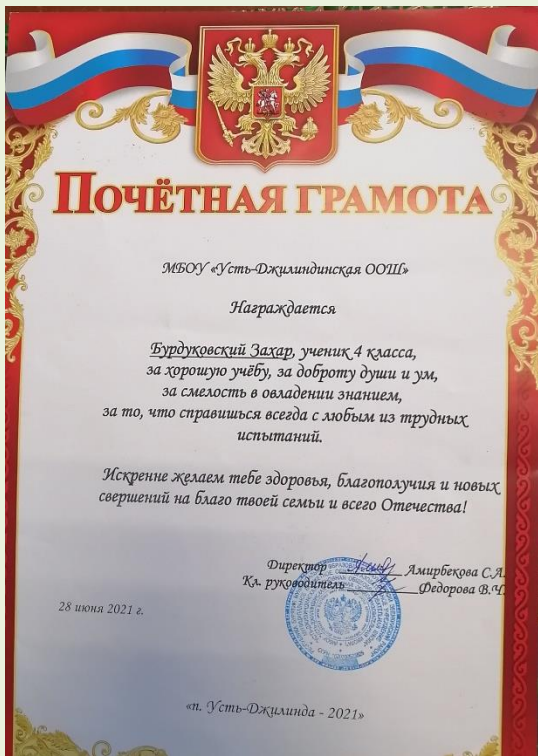 ПОЧЁТНАЯ ГРАМОТА
МБОУ «Усть-Джилиндинская ООШ»
Награждается
Бурдуковский Захар, ученик 4 класса,
за хорошую учёбу, за доброту души и ум,
за смелость в овладении знанием,
за то, что справишься всегда с любым из трудных
испытаний.
Искренне желаем тебе здоровья, благополучия и новых
свершений на благо твоей семьи и всего Отечества!
Директор Амирбекова С.А.
Кл. руководитель Федорова В.Ч.
28 июня 2021 г.
«п. Усть-Джилинда - 2021»